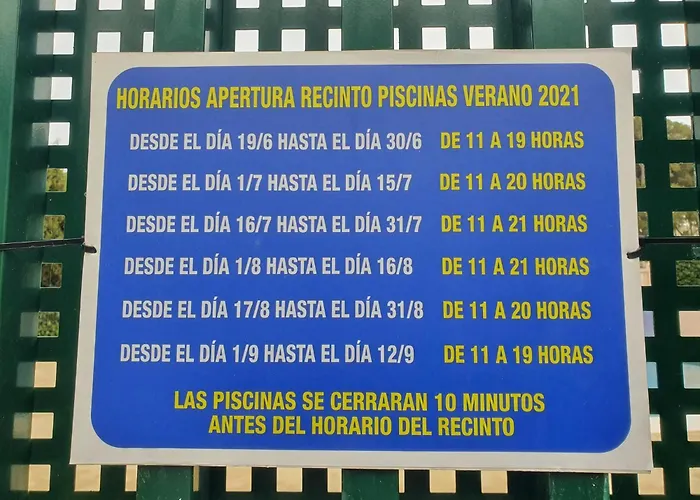 HORARIOS APERTURA RECINTO PISCINAS VERANO 2021
DESDE EL DÍA 19/6 HASTA EL DÍA 30/6 DE 11 A 19 HORAS
DESDE EL DÍA 1/7 HASTA EL DÍA 15/7 DE 11 A 20 HORAS
DESDE EL DÍA 16/7 HASTA EL DÍA 31/7 DE 11 A 21 HORAS
DESDE EL DÍA 1/8 HASTA EL DÍA 16/8 DE 11 A 21 HORAS
DESDE EL DÍA 17/8 HASTA EL DÍA 31/8 DE 11 A 20 HORAS
DESDE EL DÍA 1/9 HASTA EL DÍA 12/9 DE 11 A 19 HORAS
LAS PISCINAS SE CERRARAN 10 MINUTOS
ANTES DEL HORARIO DEL RECINTO